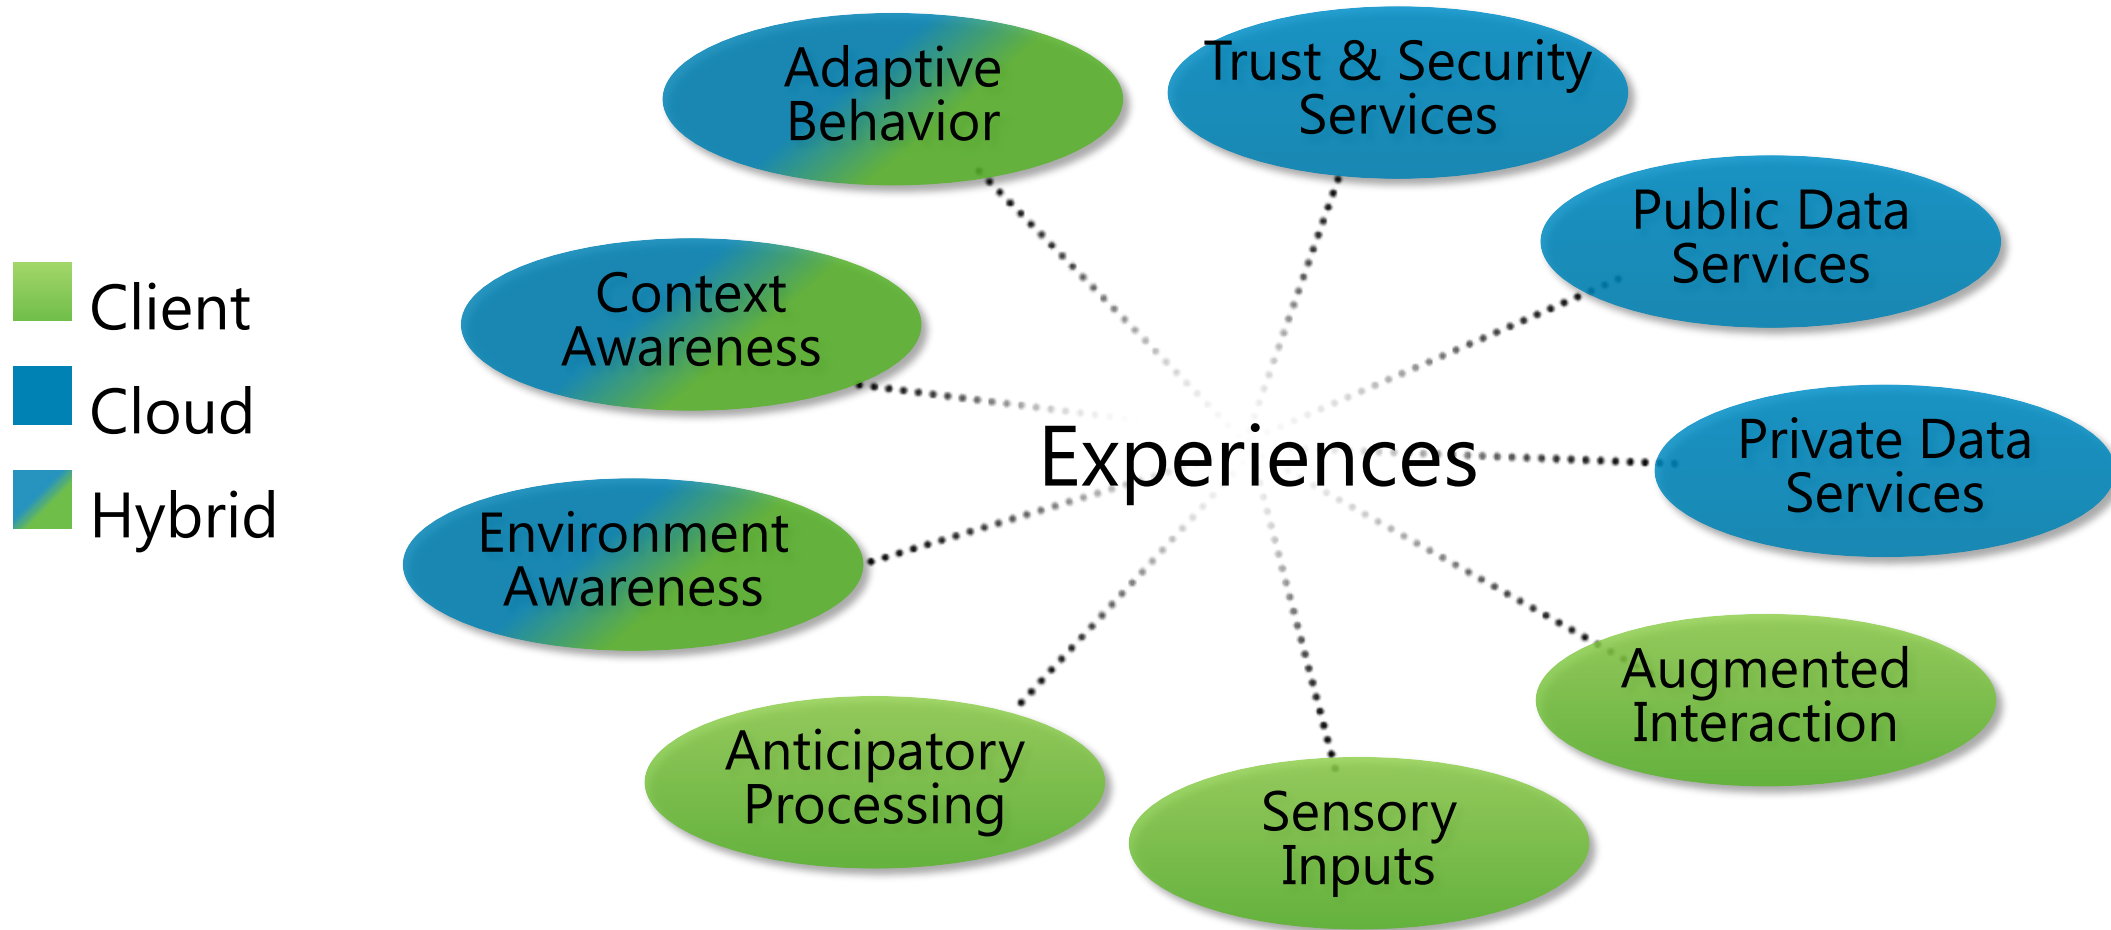 Client
Cloud
Hybrid
Adaptive
Behavior
Trust & Security
Services
Public Data
Services
Context
Awareness
Experiences
Private Data
Services
Environment
Awareness
Augmented
Interaction
Anticipatory
Processing
Sensory
Inputs